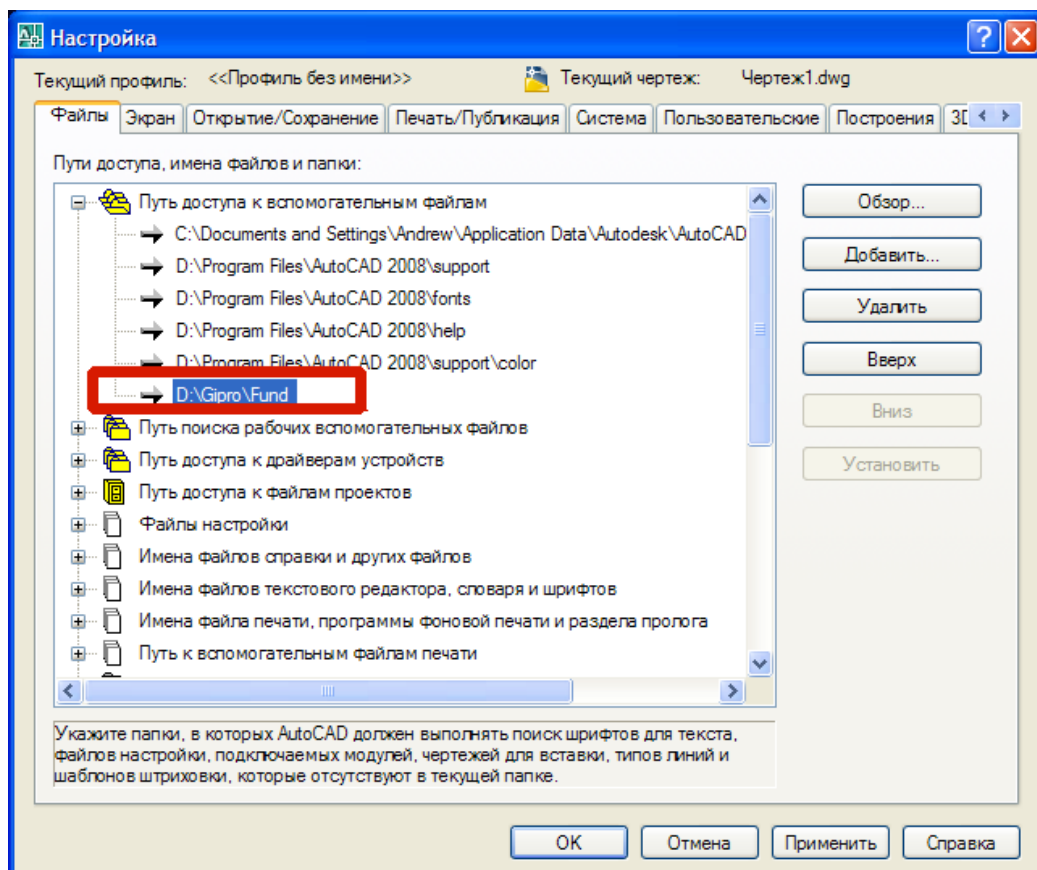 Настройка
Текущий профиль: <<Профиль без имени>> Текущий чертеж: Чертеж1.dwg
Файлы Экран Открытие/Сохранение Печать/Публикация Система Пользовательские Построения
Пути доступа, имена файлов и папки:
Путь доступа к вспомогательным файлам
C:\Documents and Settings\Andrew\Application Data\Autodesk\AutoCAD
D:\Program Files\AutoCAD 2008\support
D:\Program Files\AutoCAD 2008\fonts
D:\Program Files\AutoCAD 2008\help
D:\Program Files\AutoCAD 2008\support\color
D:\Gipro\Fund
Путь поиска рабочих вспомогательных файлов
Путь доступа к драйверам устройств
Путь доступа к файлам проектов
Файлы настройки
Имена файлов справки и других файлов
Имена файлов текстового редактора, словаря и шрифтов
Имена файла печати, программы фоновой печати и раздела пролога
Путь к вспомогательным файлам печати
Обзор...
Добавить...
Удалить
Вверх
Вниз
Установить
Укажите папки, в которых AutoCAD должен выполнять поиск шрифтов для текста,
файлов настройки, подключаемых модулей, чертежей для вставки, типов линий и
шаблонов штриховки, которые отсутствуют в текущей папке.
OK Отмена Применить Справка